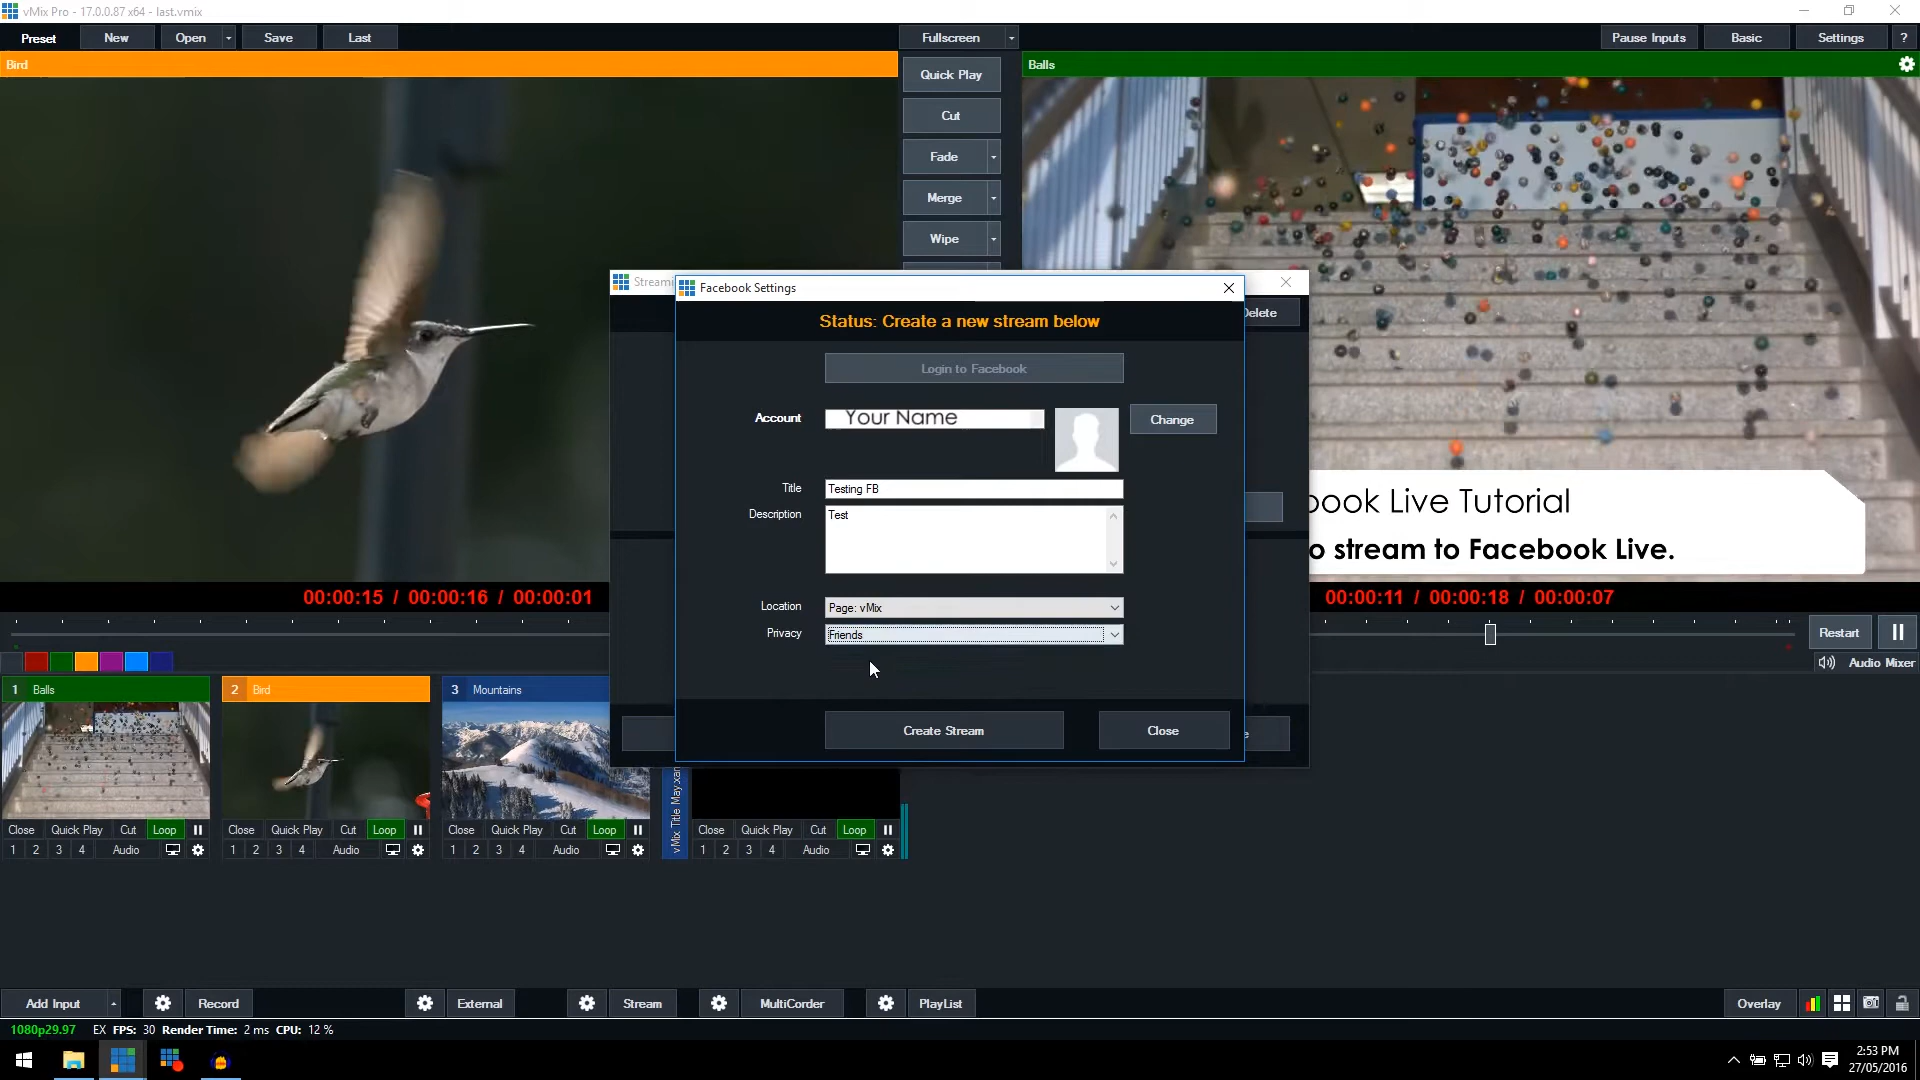 vMix Pro - 17.0.0.87 x64 - last.vmix
Preset New Open Save Last Fullscreen Pause Inputs Basic Settings ?
Bird
Quick Play
Balls
Cut
Fade
Merge
Wipe
Facebook Settings
Status: Create a new stream below
Login to Facebook
Account Your Name Change
Title Testing FB
Description Test
Location Page: vMix
Privacy Friends
Create Stream Close
Live Tutorial
stream to Facebook Live.
00:00:15 / 00:00:16 / 00:00:01
00:00:11 / 00:00:18 / 00:00:07
Restart
Audio Mixer
1 Balls
2 Bird
3 Mountains
Close Quick Play Cut Loop
1 2 3 4 Audio
Close Quick Play Cut Loop
1 2 3 4 Audio
Close Quick Play Cut Loop
1 2 3 4 Audio
Close Quick Play Cut Loop
1 2 3 4 Audio
Add Input Record External Stream MultiCorder PlayList Overlay
1080p29.97 EX FPS: 30 Render Time: 2 ms CPU: 12 %
2:53 PM
27/05/2016